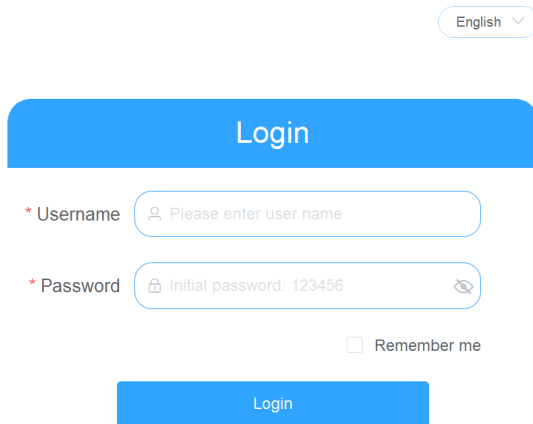 English
Login
* Username Please enter user name
* Password Initial password: 123456
Remember me
Login